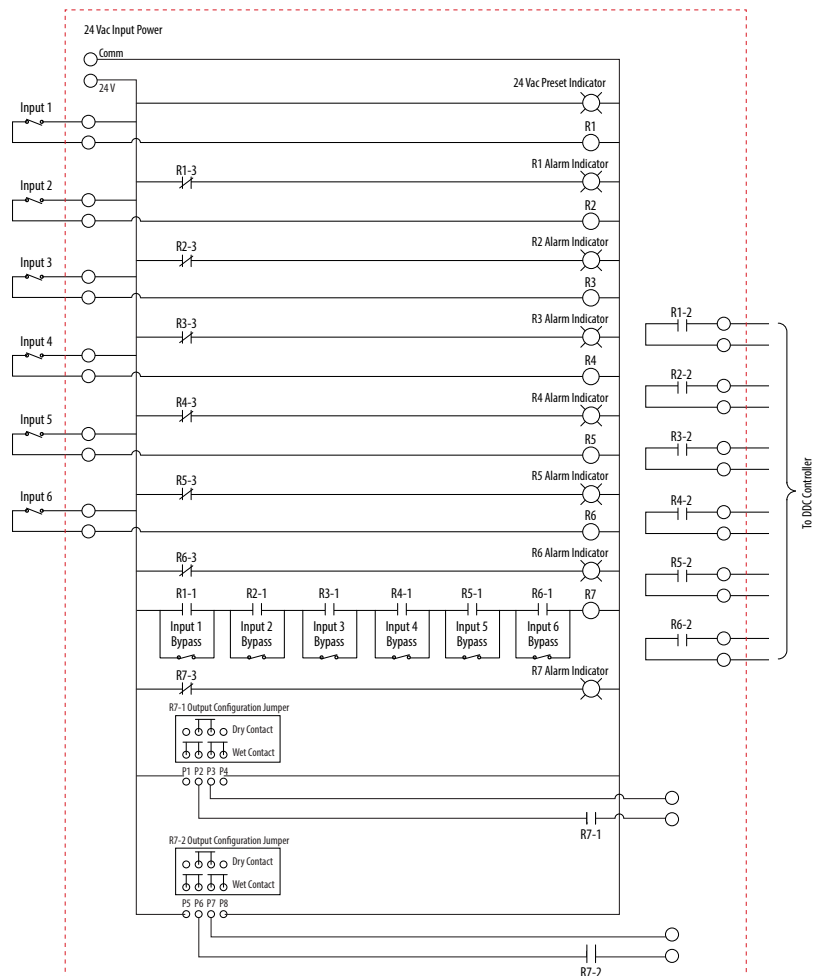 24 Vac Input Power
Comm
24 V
24 Vac Preset Indicator
Input 1
R1
R1 Alarm Indicator
R1-3
Input 2
R2
R2 Alarm Indicator
R2-3
Input 3
R3
R3 Alarm Indicator
R3-3
Input 4
R4
R4 Alarm Indicator
R4-3
Input 5
R5
R5 Alarm Indicator
R5-3
Input 6
R6
R6 Alarm Indicator
R6-3
R1-1 R2-1 R3-1 R4-1 R5-1 R6-1 R7
Input 1 Bypass
Input 2 Bypass
Input 3 Bypass
Input 4 Bypass
Input 5 Bypass
Input 6 Bypass
R7-3
R7 Alarm Indicator
R7-1 Output Configuration Jumper
Dry Contact
Wet Contact
P1 P2 P3 P4
R7-1
R7-2 Output Configuration Jumper
Dry Contact
Wet Contact
P5 P6 P7 P8
R7-2
R1-2
R2-2
R3-2
R4-2
R5-2
R6-2
To DDC Controller